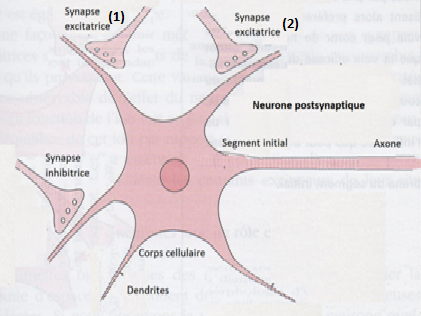 Synapse (1)
excitatrice
Synapse (2)
excitatrice
Neurone postsynaptique
Segment initial
Axone
Synapse
inhibitrice
Corps cellulaire
Dendrites